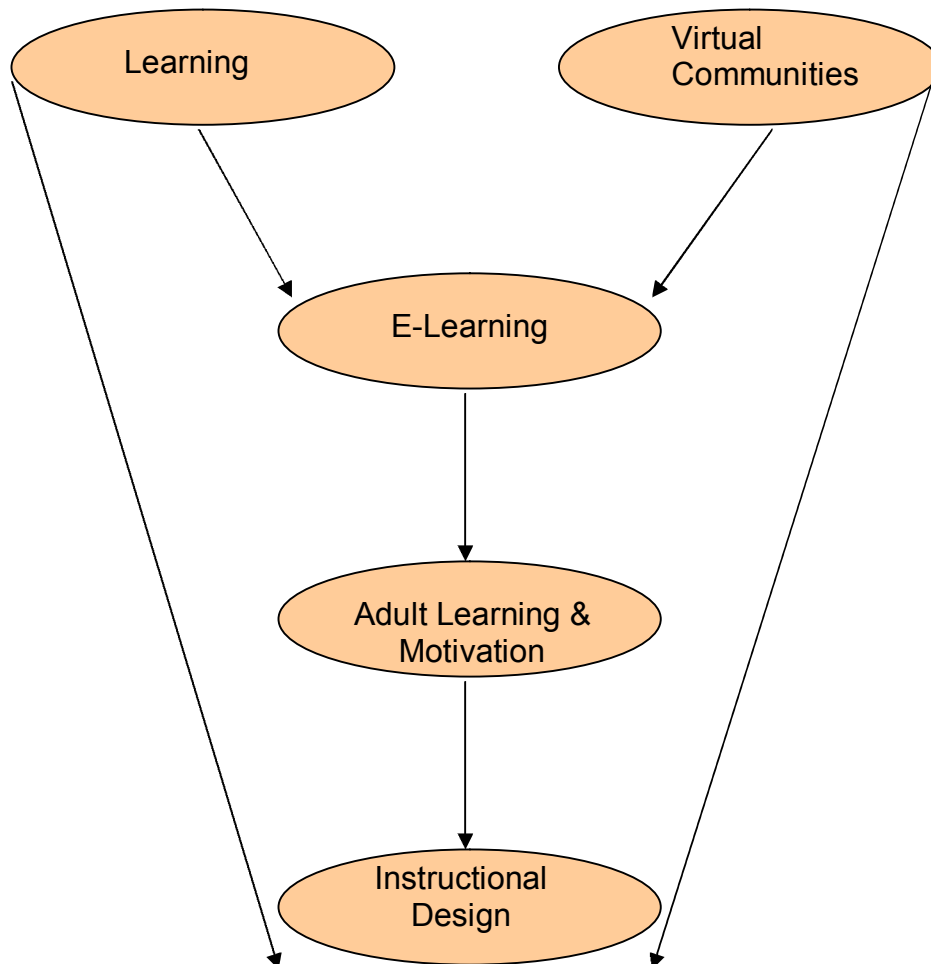 Learning
Virtual
Communities
E-Learning
Adult Learning &
Motivation
Instructional
Design